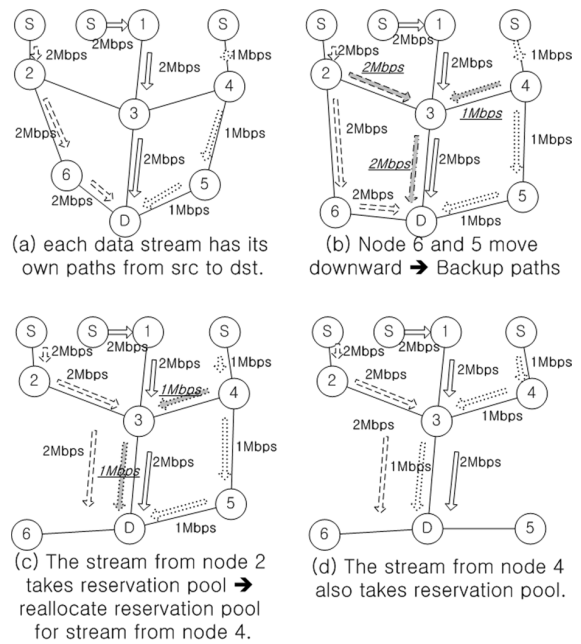 S
S
1
S
2Mbps
2Mbps
1Mbps
2
2Mbps
4
3
2Mbps
2Mbps
1Mbps
6
5
2Mbps
1Mbps
D
(a) each data stream has its
own paths from src to dst.
S
S
1
S
2Mbps
2Mbps
1Mbps
2
2Mbps
2Mbps
4
3
1Mbps
2Mbps
2Mbps
2Mbps
1Mbps
2Mbps
5
6
1Mbps
D
(b) Node 6 and 5 move
downward ➔ Backup paths
S
S
1
S
2Mbps
2Mbps
1Mbps
2
2Mbps
2Mbps
1Mbps
4
3
2Mbps
1Mbps
2Mbps
1Mbps
5
1Mbps
6
D
(c) The stream from node 2
takes reservation pool ➔
reallocate reservation pool
for stream from node 4.
S
S
1
S
2Mbps
2Mbps
1Mbps
2
2Mbps
2Mbps
4
3
1Mbps
2Mbps
1Mbps
2Mbps
6
D
5
(d) The stream from node 4
also takes reservation pool.